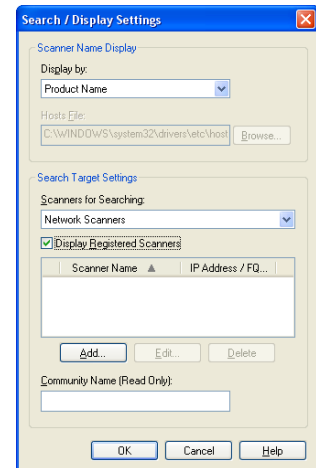 Search / Display Settings
Scanner Name Display
Display by:
Product Name
Hosts File:
C:\WINDOWS\system32\drivers\etc\host
Browse...
Search Target Settings
Scanners for Searching:
Network Scanners
Display Registered Scanners
Scanner Name IP Address / FQ...
Add... Edit... Delete
Community Name (Read Only):
OK Cancel Help